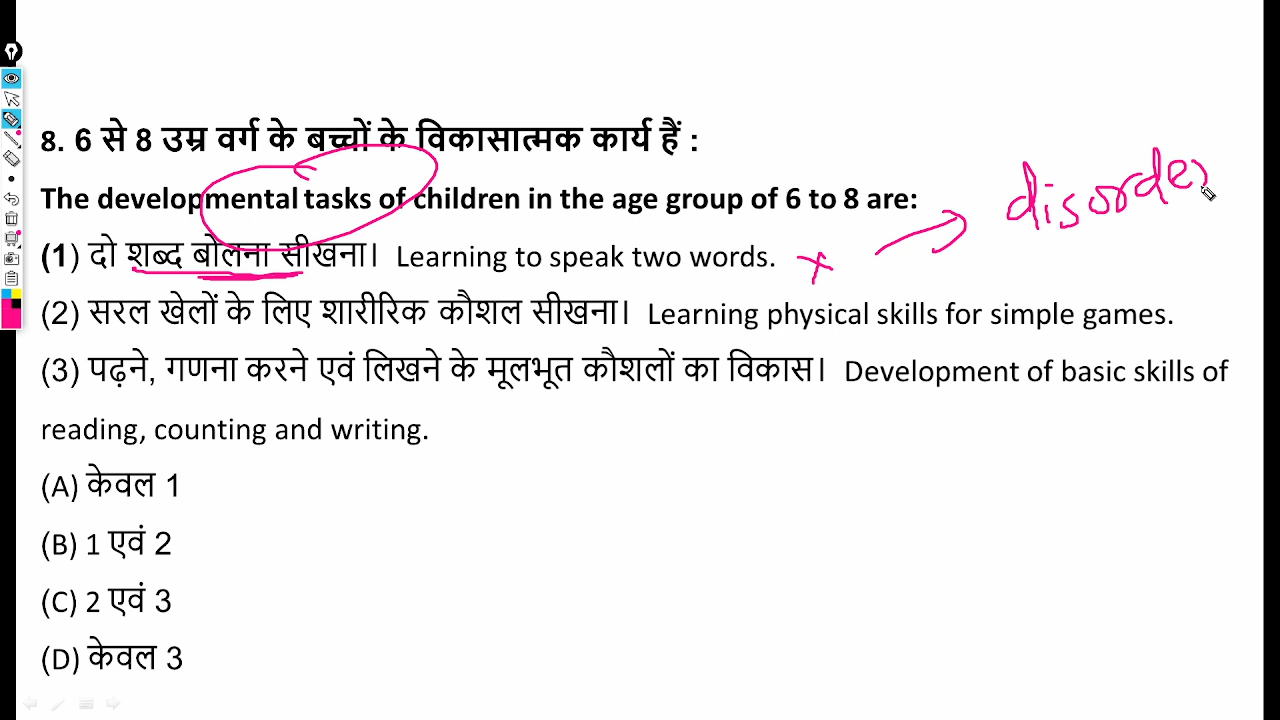 8. 6 से 8 उम्र वर्ग के बच्चों के विकासात्मक कार्य हैं :
The developmental tasks of children in the age group of 6 to 8 are:
(1) दो शब्द बोलना सीखना। Learning to speak two words. x → disorder
(2) सरल खेलों के लिए शारीरिक कौशल सीखना। Learning physical skills for simple games.
(3) पढ़ने, गणना करने एवं लिखने के मूलभूत कौशलों का विकास। Development of basic skills of
reading, counting and writing.
(A) केवल 1
(B) 1 एवं 2
(C) 2 एवं 3
(D) केवल 3